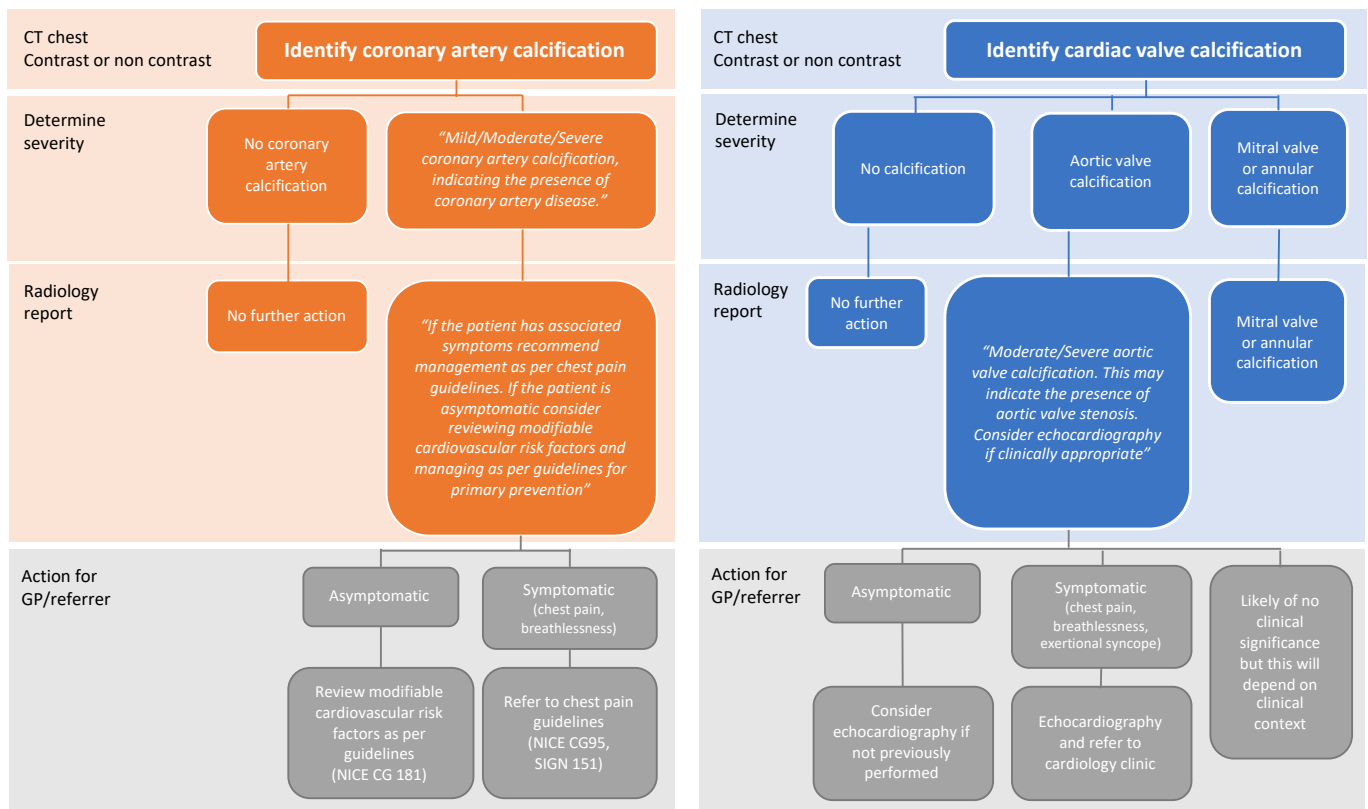 CT chest
Contrast or non contrast
Identify coronary artery calcification
Determine
severity
No coronary
artery
calcification
“Mild/Moderate/Severe
coronary artery calcification,
indicating the presence of
coronary artery disease.”
Radiology
report
No further action
“If the patient has associated
symptoms recommend
management as per chest pain
guidelines. If the patient is
asymptomatic consider
reviewing modifiable
cardiovascular risk factors and
managing as per guidelines for
primary prevention”
Action for
GP/referrer
Asymptomatic
Symptomatic
(chest pain,
breathlessness)
Review modifiable
cardiovascular risk
factors as per
guidelines
(NICE CG 181)
Refer to chest pain
guidelines
(NICE CG95,
SIGN 151)
CT chest
Contrast or non contrast
Identify cardiac valve calcification
Determine
severity
No calcification
Aortic valve
calcification
Mitral valve
or annular
calcification
Radiology
report
No further
action
“Moderate/Severe aortic
valve calcification. This may
indicate the presence of
aortic valve stenosis.
Consider echocardiography
if clinically appropriate”
Mitral valve
or annular
calcification
Action for
GP/referrer
Asymptomatic
Symptomatic
(chest pain,
breathlessness,
exertional syncope)
Likely of no
clinical
significance
but this will
depend on
clinical
context
Consider
echocardiography if
not previously
performed
Echocardiography
and refer to
cardiology clinic